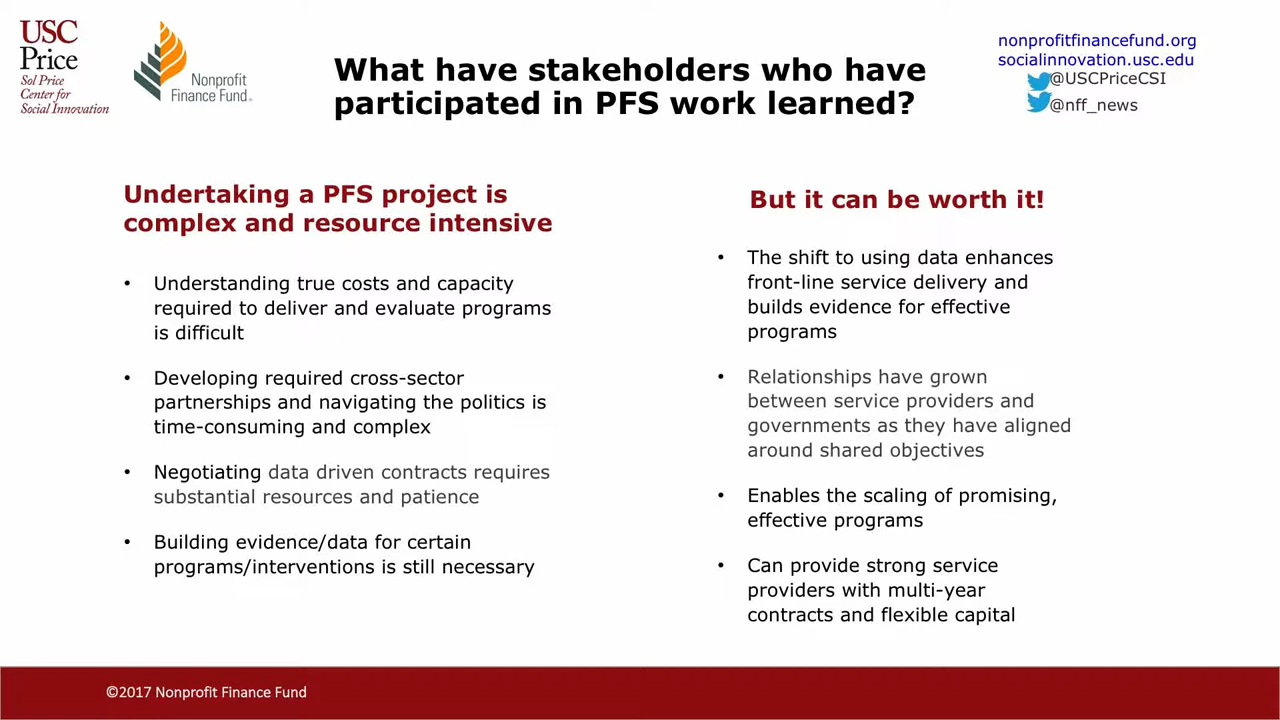 USC
Price
Sol Price
Center for
Social Innovation
Nonprofit
Finance Fund
What have stakeholders who have
participated in PFS work learned?
nonprofitfinancefund.org
socialinnovation.usc.edu
@USCPriceCSI
@nff_news
Undertaking a PFS project is
complex and resource intensive
• Understanding true costs and capacity
required to deliver and evaluate programs
is difficult
• Developing required cross-sector
partnerships and navigating the politics is
time-consuming and complex
• Negotiating data driven contracts requires
substantial resources and patience
• Building evidence/data for certain
programs/interventions is still necessary
But it can be worth it!
• The shift to using data enhances
front-line service delivery and
builds evidence for effective
programs
• Relationships have grown
between service providers and
governments as they have aligned
around shared objectives
• Enables the scaling of promising,
effective programs
• Can provide strong service
providers with multi-year
contracts and flexible capital
©2017 Nonprofit Finance Fund